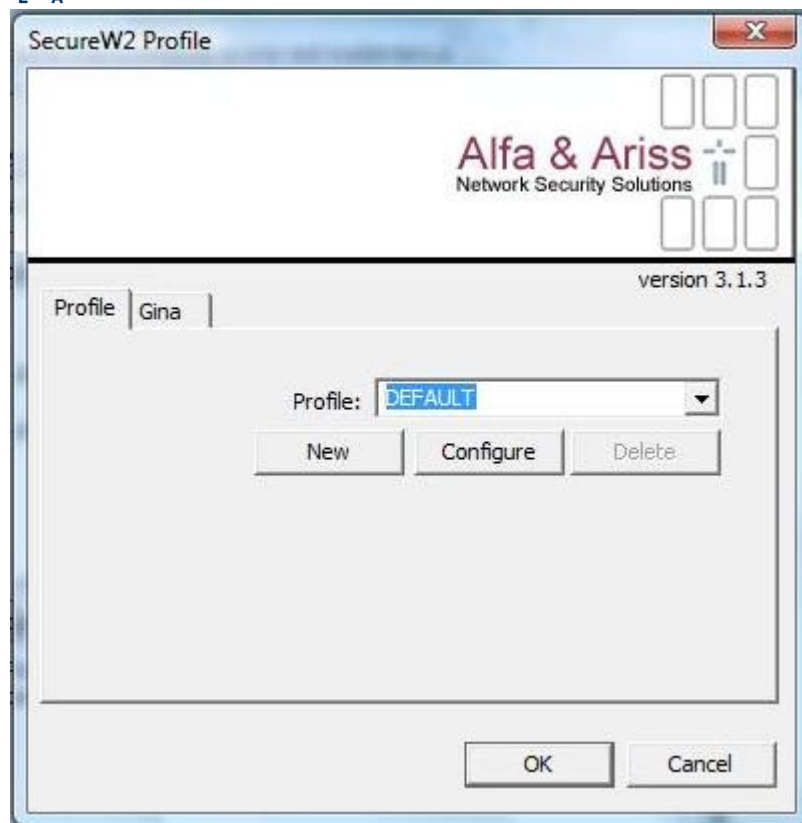 SecureW2 Profile
Alfa & Ariss
Network Security Solutions
version 3.1.3
Profile Gina
Profile: DEFAULT
New Configure Delete
OK Cancel